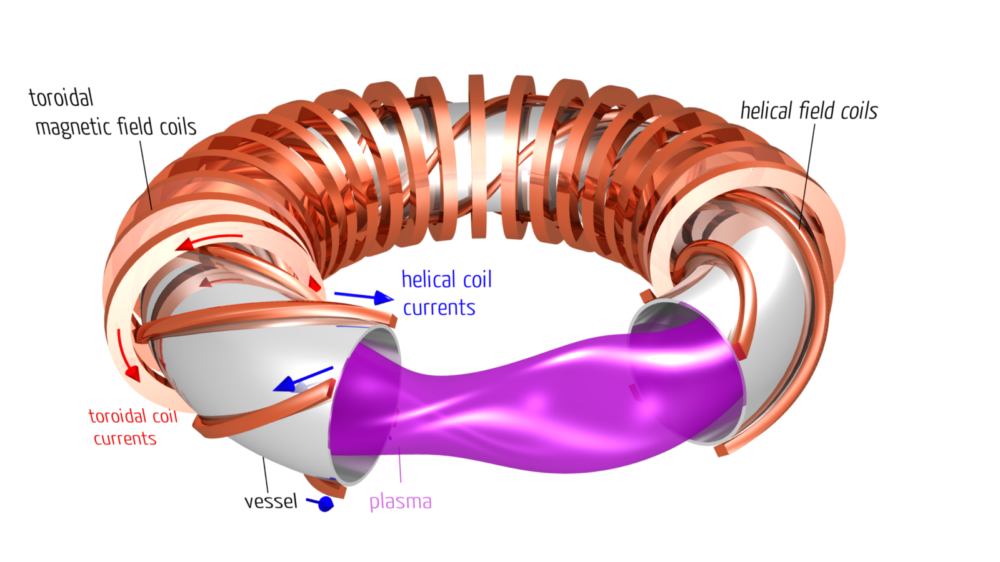 toroidal
magnetic field coils
helical field coils
helical coil
currents
toroidal coil
currents
vessel
plasma